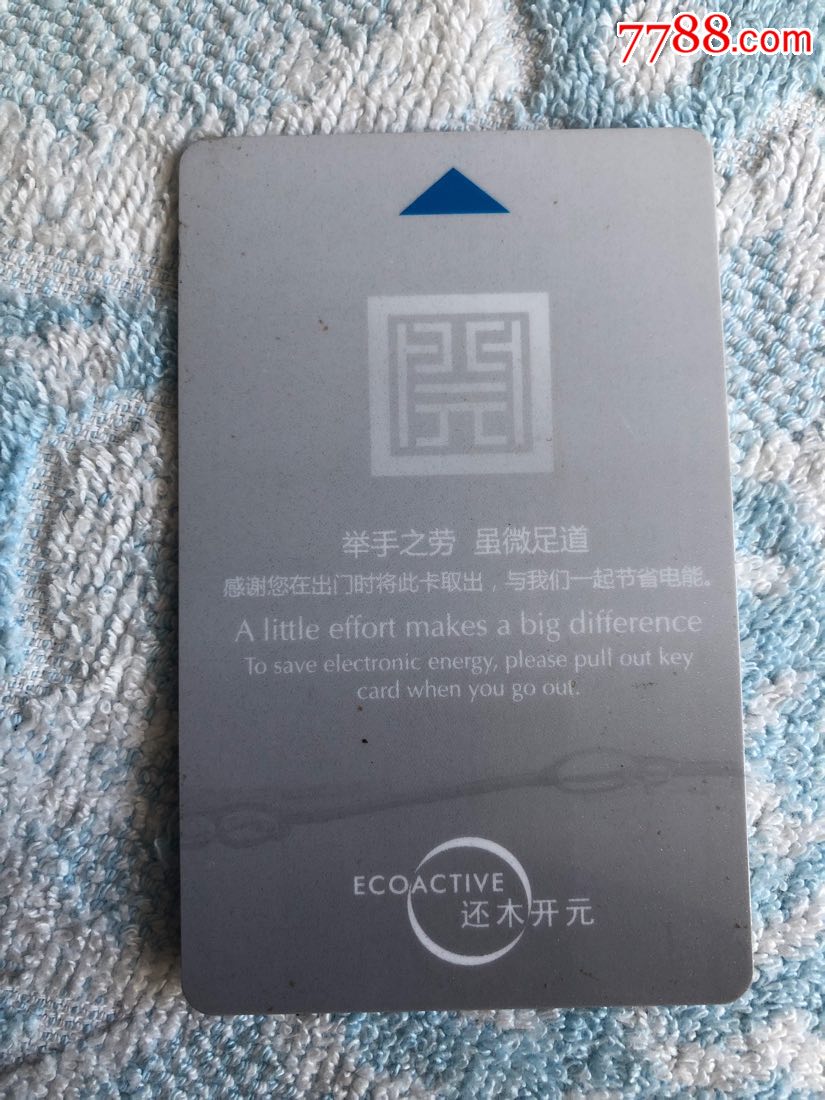 7788.com
開元
举手之劳 虽微足道
感谢您在出门时将此卡取出，与我们一起节省电能。
A little effort makes a big difference
To save electronic energy, please pull out key
card when you go out.
ECOACTIVE
还木开元